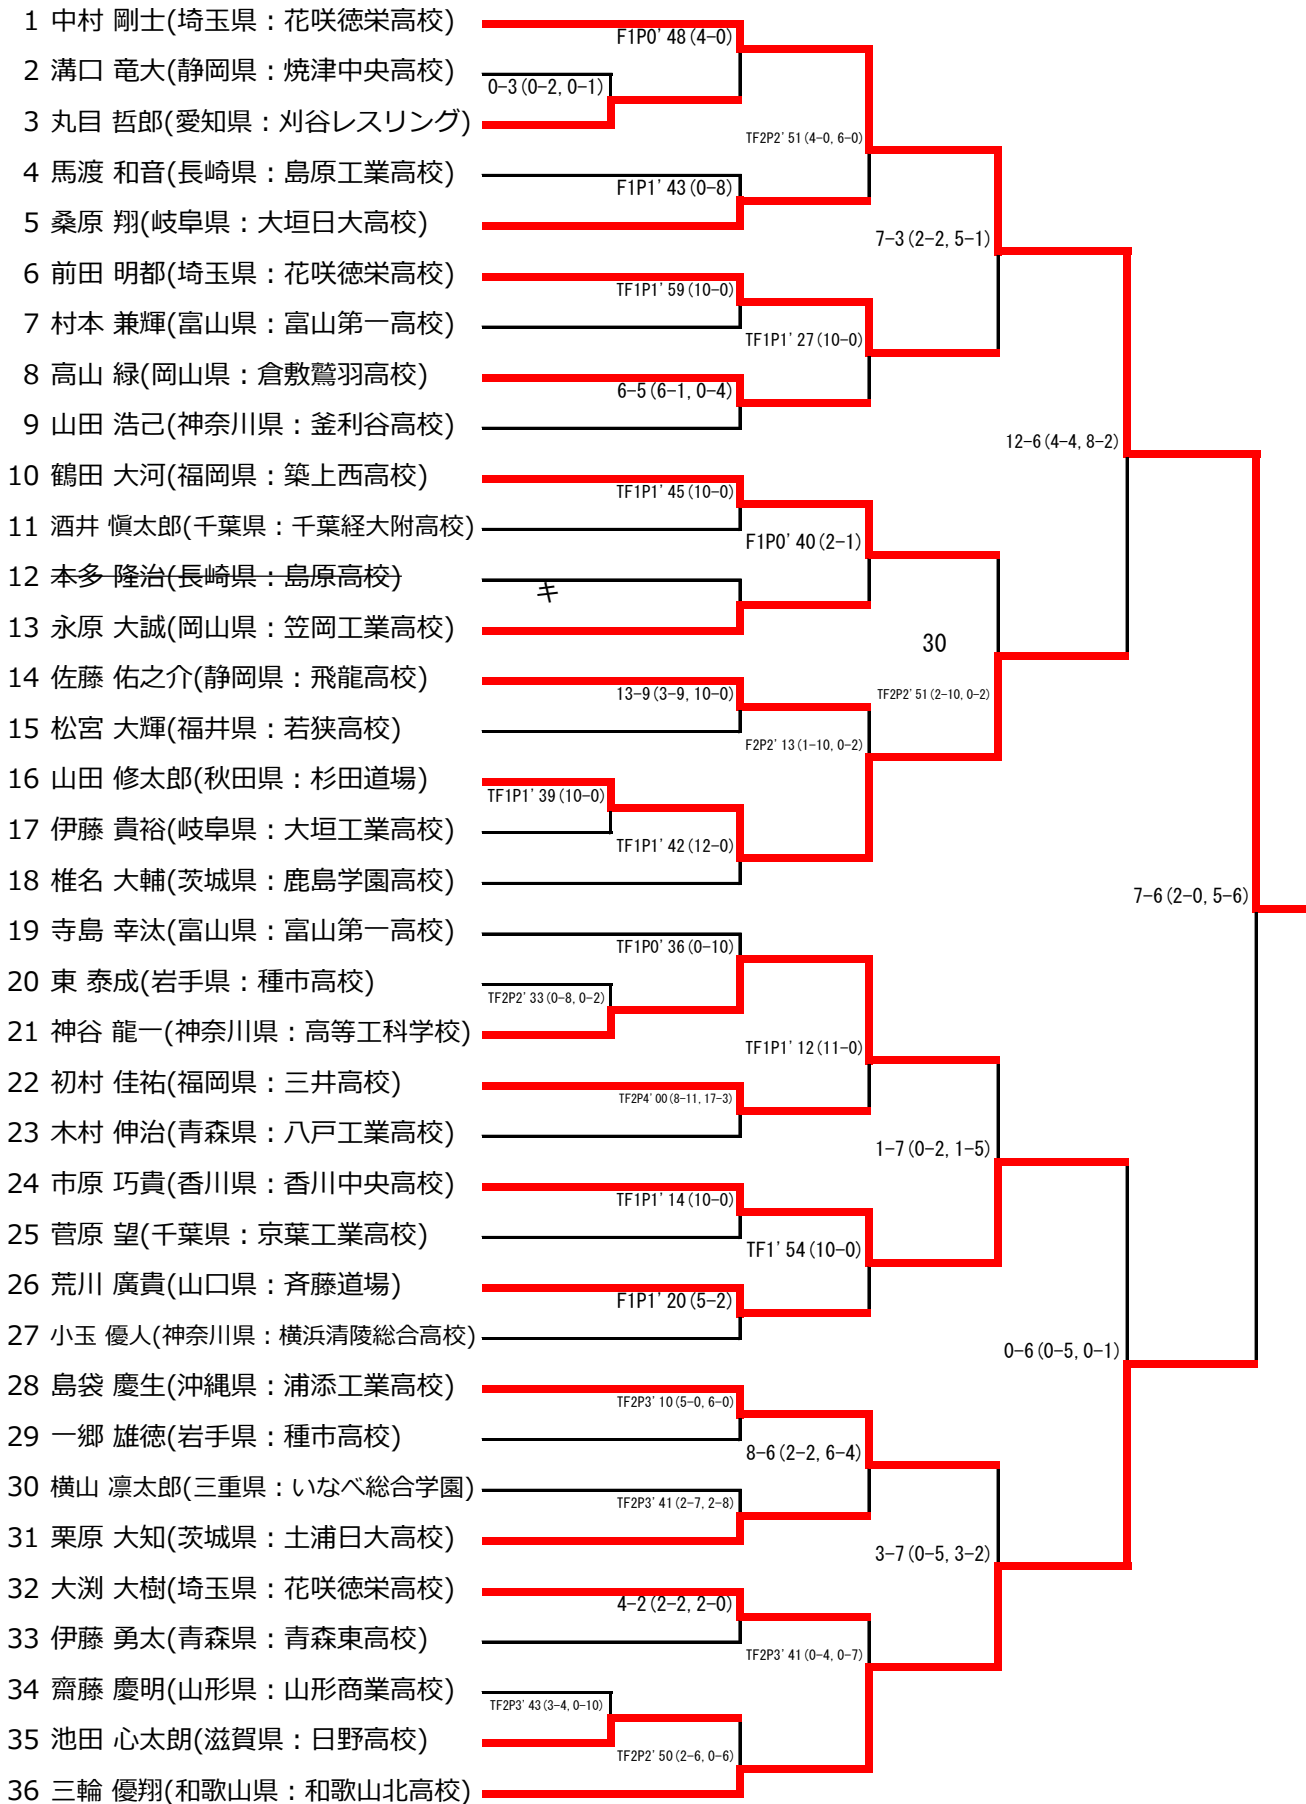 1 中村 剛士(埼玉県：花咲徳栄高校)
F1P0'48(4-0)
2 溝口 竜大(静岡県：焼津中央高校)
0-3(0-2,0-1)
3 丸目 哲郎(愛知県：刈谷レスリング)
TF2P2'51(4-0,6-0)
4 馬渡 和音(長崎県：島原工業高校)
F1P1'43(0-8)
5 桑原 翔(岐阜県：大垣日大高校)
7-3(2-2,5-1)
6 前田 明都(埼玉県：花咲徳栄高校)
TF1P1'59(10-0)
7 村本 兼輝(富山県：富山第一高校)
TF1P1'27(10-0)
8 高山 緑(岡山県：倉敷鷲羽高校)
6-5(6-1,0-4)
9 山田 浩己(神奈川県：釜利谷高校)
12-6(4-4,8-2)
10 鶴田 大河(福岡県：築上西高校)
TF1P1'45(10-0)
11 酒井 愼太郎(千葉県：千葉経大附高校)
F1P0'40(2-1)
12 本多 隆治(長崎県：島原高校)
キ
13 永原 大誠(岡山県：笠岡工業高校)
30
14 佐藤 佑之介(静岡県：飛龍高校)
13-9(3-9,10-0)
TF2P2'51(2-10,0-2)
15 松宮 大輝(福井県：若狭高校)
F2P2'13(1-10,0-2)
16 山田 修太郎(秋田県：杉田道場)
TF1P1'39(10-0)
17 伊藤 貴裕(岐阜県：大垣工業高校)
TF1P1'42(12-0)
18 椎名 大輔(茨城県：鹿島学園高校)
7-6(2-0,5-6)
19 寺島 幸汰(富山県：富山第一高校)
TF1P0'36(0-10)
20 東 泰成(岩手県：種市高校)
TF2P2'33(0-8,0-2)
21 神谷 龍一(神奈川県：高等工科学校)
TF1P1'12(11-0)
22 初村 佳祐(福岡県：三井高校)
TF2P4'00(8-11,17-3)
23 木村 伸治(青森県：八戸工業高校)
1-7(0-2,1-5)
24 市原 巧貴(香川県：香川中央高校)
TF1P1'14(10-0)
25 菅原 望(千葉県：京葉工業高校)
TF1'54(10-0)
26 荒川 廣貴(山口県：斉藤道場)
F1P1'20(5-2)
27 小玉 優人(神奈川県：横浜清陵総合高校)
0-6(0-5,0-1)
28 島袋 慶生(沖縄県：浦添工業高校)
TF2P3'10(5-0,6-0)
29 一郷 雄徳(岩手県：種市高校)
8-6(2-2,6-4)
30 横山 凛太郎(三重県：いなべ総合学園)
TF2P3'41(2-7,2-8)
31 栗原 大知(茨城県：土浦日大高校)
3-7(0-5,3-2)
32 大渕 大樹(埼玉県：花咲徳栄高校)
4-2(2-2,2-0)
33 伊藤 勇太(青森県：青森東高校)
TF2P3'41(0-4,0-7)
34 齋藤 慶明(山形県：山形商業高校)
TF2P3'43(3-4,0-10)
35 池田 心太朗(滋賀県：日野高校)
TF2P2'50(2-6,0-6)
36 三輪 優翔(和歌山県：和歌山北高校)